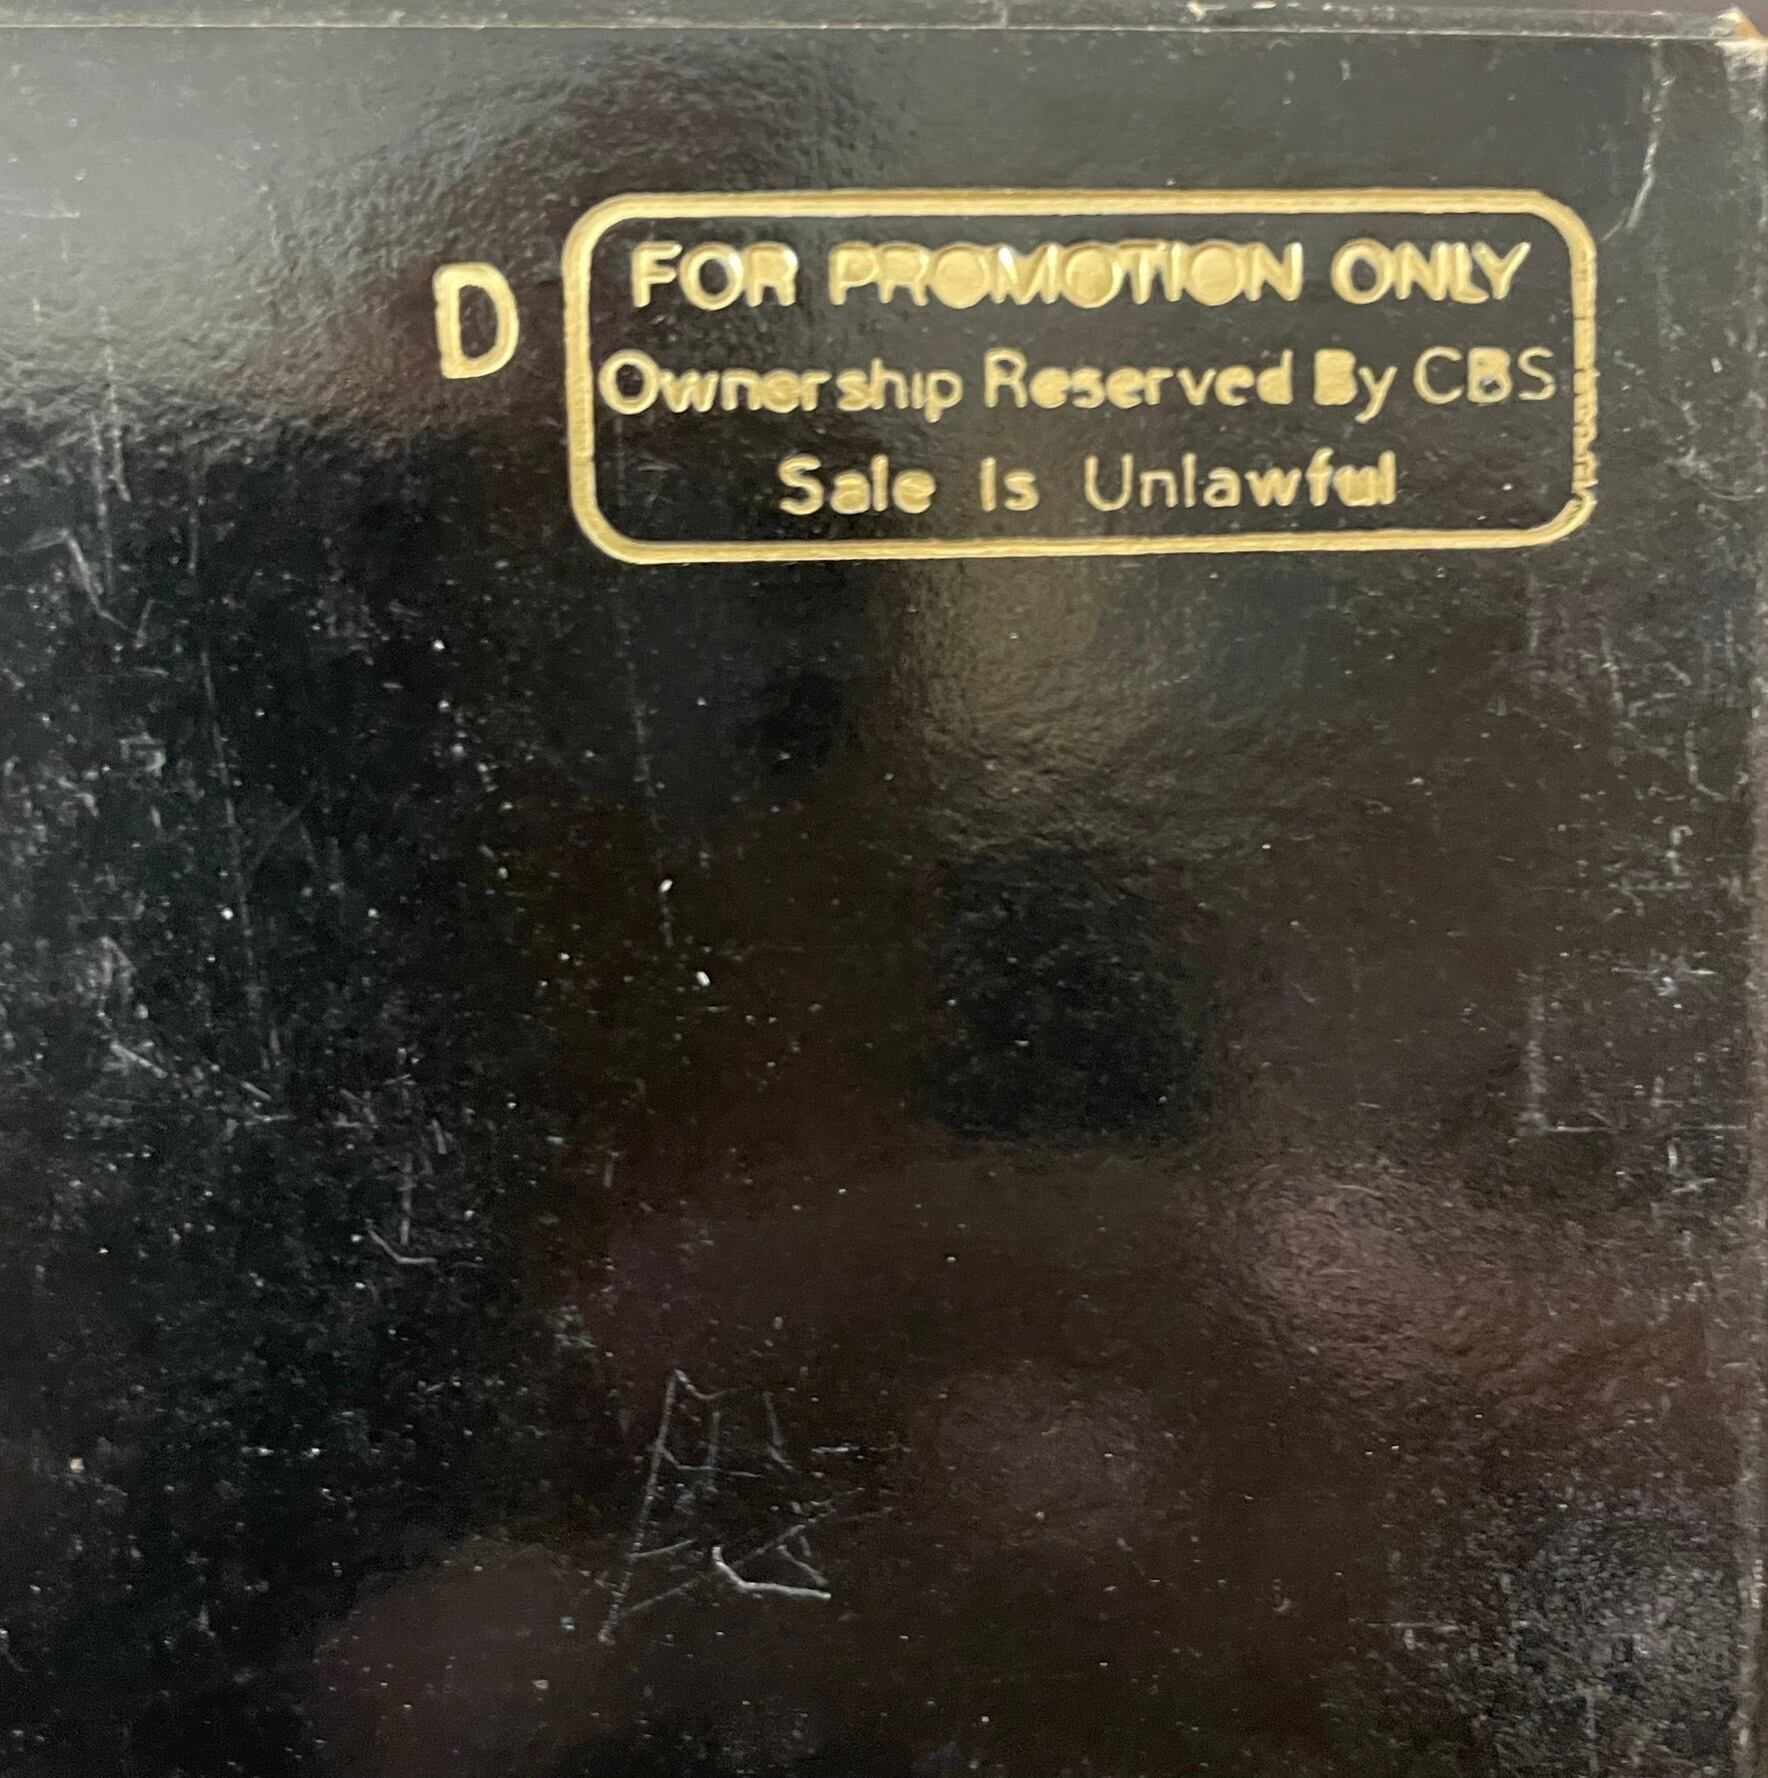 D
FOR PROMOTION ONLY
Ownership Reserved By CBS
Sale Is Unlawful